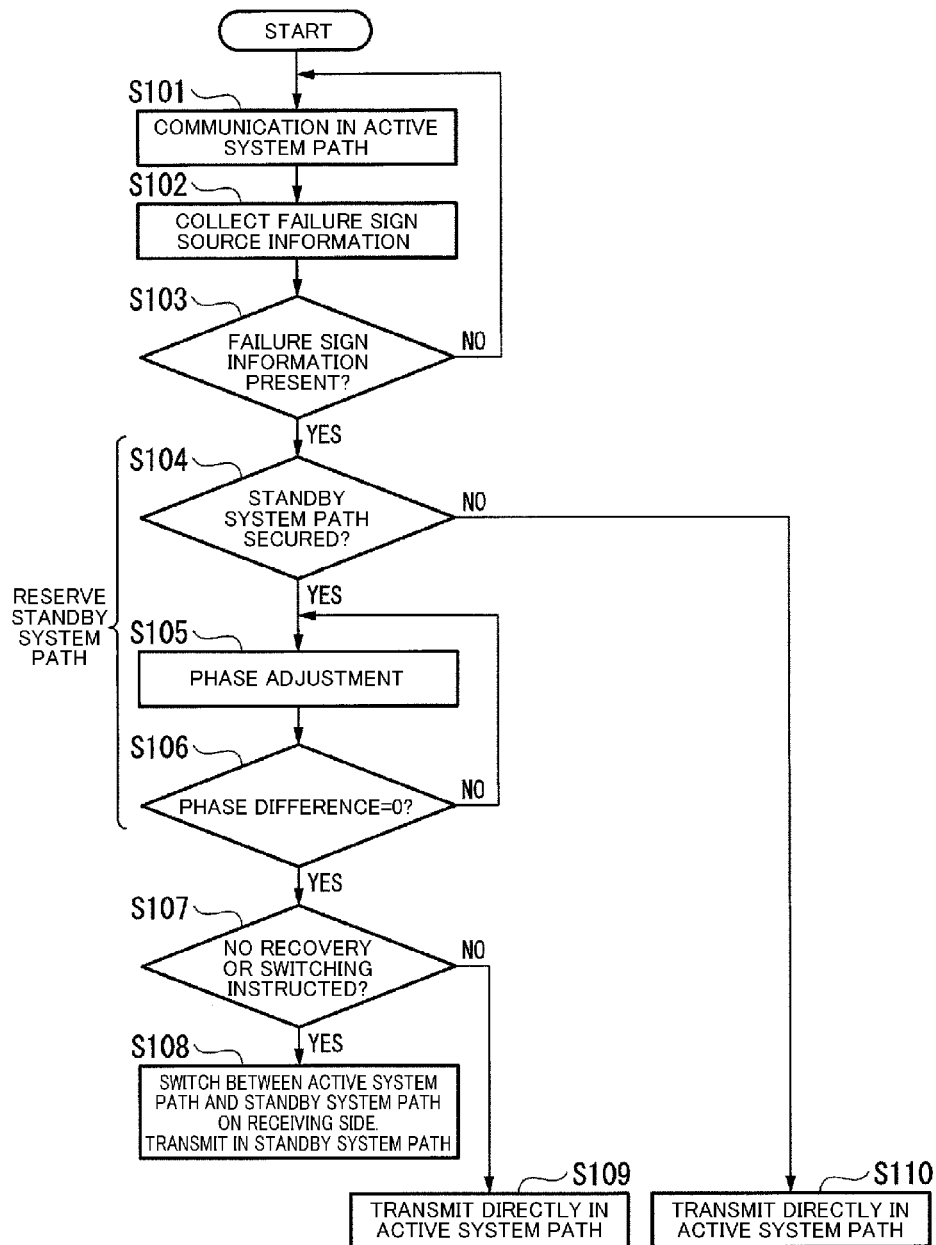 START
S101
COMMUNICATION IN ACTIVE
SYSTEM PATH
S102
COLLECT FAILURE SIGN
SOURCE INFORMATION
S103
FAILURE SIGN
INFORMATION
PRESENT?
NO
YES
S104
STANDBY
SYSTEM PATH
SECURED?
NO
YES
RESERVE
STANDBY
SYSTEM
PATH
S105
PHASE ADJUSTMENT
S106
PHASE DIFFERENCE=0?
NO
YES
S107
NO RECOVERY
OR SWITCHING
INSTRUCTED?
NO
YES
S108
SWITCH BETWEEN ACTIVE SYSTEM
PATH AND STANDBY SYSTEM PATH
ON RECEIVING SIDE.
TRANSMIT IN STANDBY SYSTEM PATH
S109
TRANSMIT DIRECTLY IN
ACTIVE SYSTEM PATH
S110
TRANSMIT DIRECTLY IN
ACTIVE SYSTEM PATH